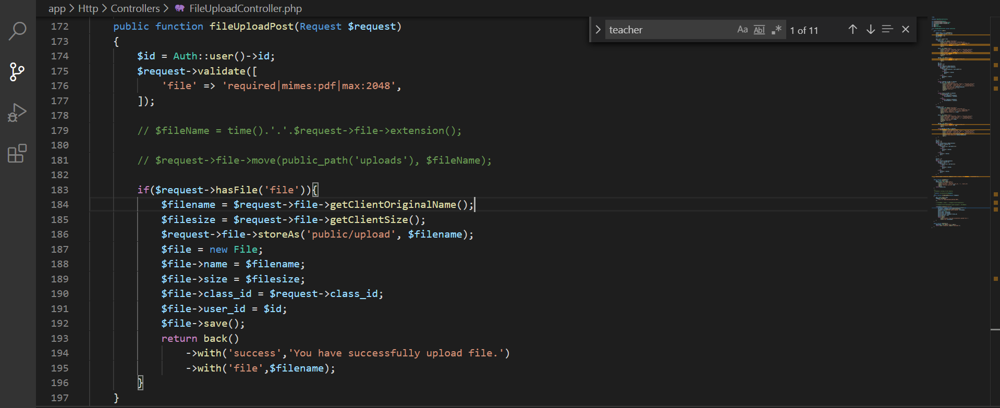 app > Http > Controllers > FileUploadController.php
teacher Aa Abl .* 1 of 11
172 public function fileUploadPost(Request $request)
173 {
174 $id = Auth::user()->id;
175 $request->validate([
176 'file' => 'required|mimes:pdf|max:2048',
177 ]);
178
179 // $fileName = time().'.'.$request->file->extension();
180
181 // $request->file->move(public_path('uploads'), $fileName);
182
183 if($request->hasFile('file')){
184 $filename = $request->file->getClientOriginalName();
185 $filesize = $request->file->getClientSize();
186 $request->file->storeAs('public/upload', $filename);
187 $file = new File;
188 $file->name = $filename;
189 $file->size = $filesize;
190 $file->class_id = $request->class_id;
191 $file->user_id = $id;
192 $file->save();
193 return back()
194 ->with('success','You have successfully upload file.')
195 ->with('file',$filename);
196 }
197 }